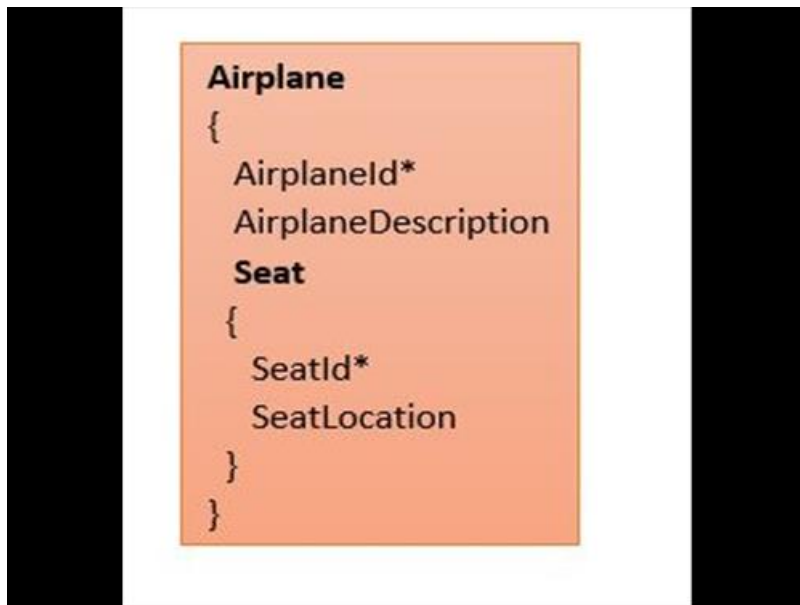 Airplane
{
AirplaneId*
AirplaneDescription
Seat
{
SeatId*
SeatLocation
}
}